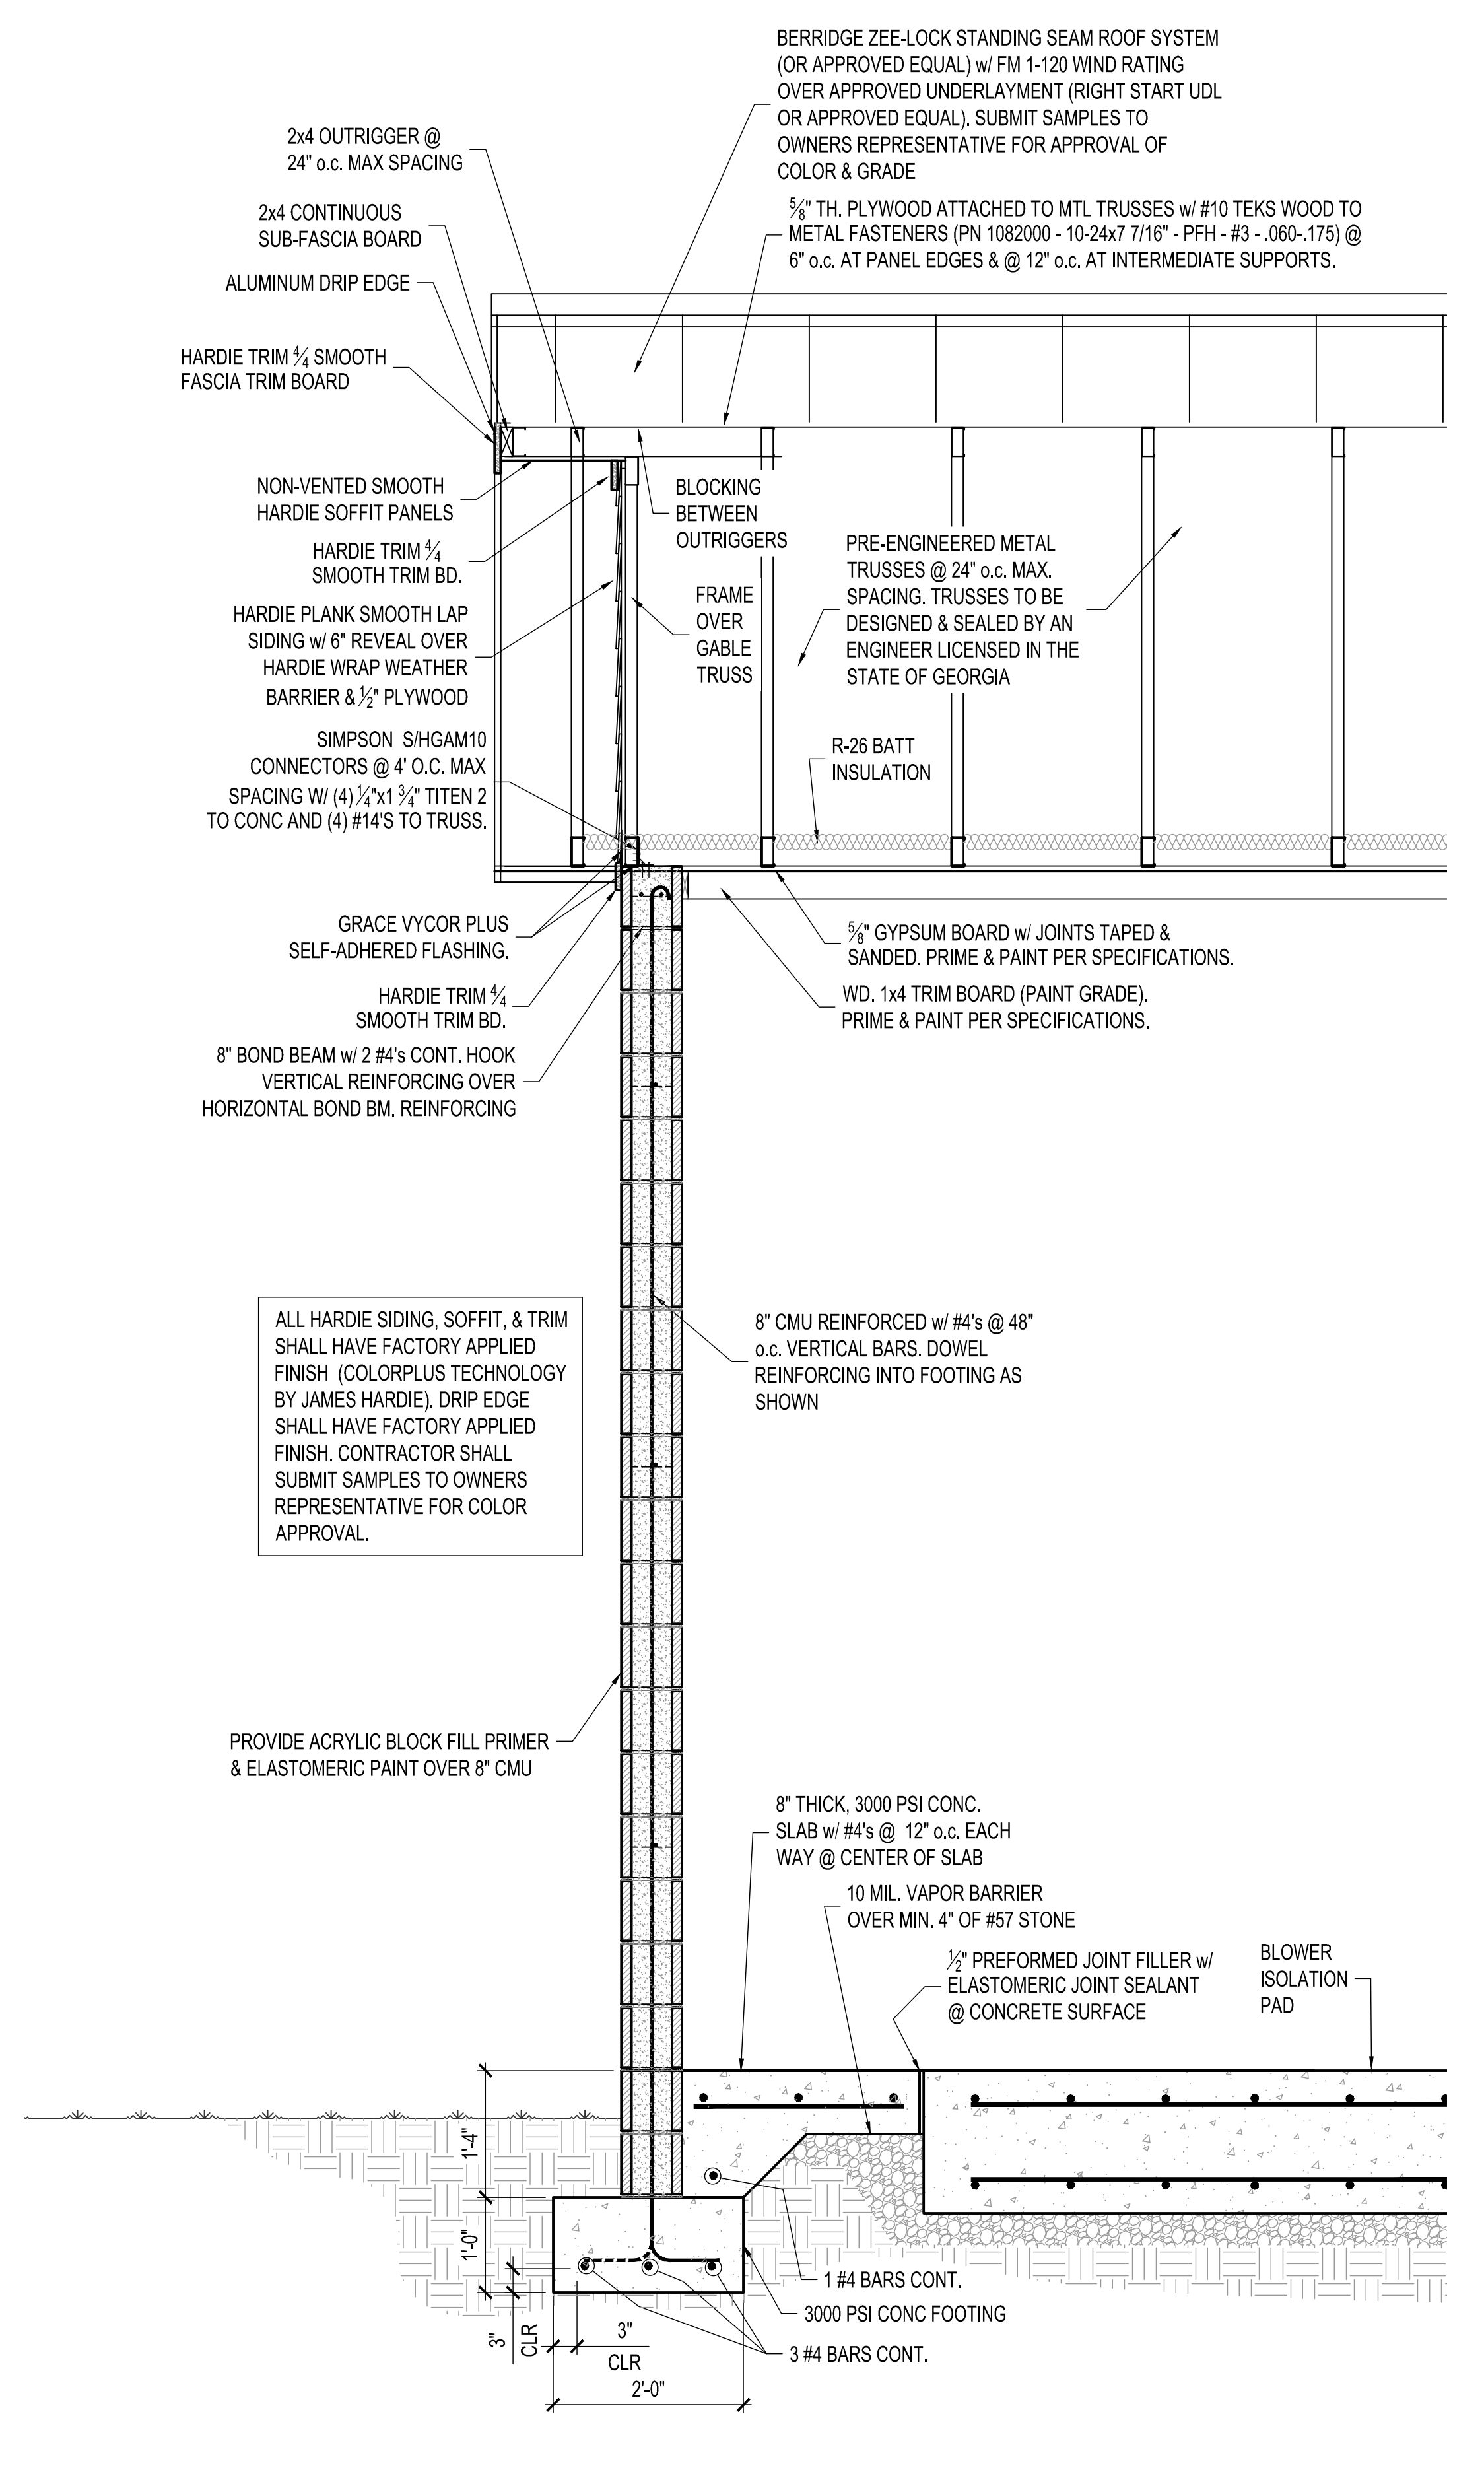 BERRIDGE ZEE-LOCK STANDING SEAM ROOF SYSTEM
(OR APPROVED EQUAL) w/ FM 1-120 WIND RATING
OVER APPROVED UNDERLAYMENT (RIGHT START UDL
OR APPROVED EQUAL). SUBMIT SAMPLES TO
OWNERS REPRESENTATIVE FOR APPROVAL OF
COLOR & GRADE
2x4 OUTRIGGER @
24" o.c. MAX SPACING
⅝" TH. PLYWOOD ATTACHED TO MTL TRUSSES w/ #10 TEKS WOOD TO
METAL FASTENERS (PN 1082000 - 10-24x7 7/16" - PFH - #3 - .060-.175) @
6" o.c. AT PANEL EDGES & @ 12" o.c. AT INTERMEDIATE SUPPORTS.
2x4 CONTINUOUS
SUB-FASCIA BOARD
ALUMINUM DRIP EDGE
HARDIE TRIM 4/4 SMOOTH
FASCIA TRIM BOARD
NON-VENTED SMOOTH
HARDIE SOFFIT PANELS
BLOCKING
BETWEEN
OUTRIGGERS
HARDIE TRIM 4/4
SMOOTH TRIM BD.
PRE-ENGINEERED METAL
TRUSSES @ 24" o.c. MAX.
SPACING. TRUSSES TO BE
DESIGNED & SEALED BY AN
ENGINEER LICENSED IN THE
STATE OF GEORGIA
FRAME
OVER
GABLE
TRUSS
HARDIE PLANK SMOOTH LAP
SIDING w/ 6" REVEAL OVER
HARDIE WRAP WEATHER
BARRIER & ½" PLYWOOD
SIMPSON S/HGAM10
CONNECTORS @ 4' O.C. MAX
SPACING W/ (4) ¼"x1 ¾" TITEN 2
TO CONC AND (4) #14'S TO TRUSS.
R-26 BATT
INSULATION
GRACE VYCOR PLUS
SELF-ADHERED FLASHING.
⅝" GYPSUM BOARD w/ JOINTS TAPED &
SANDED. PRIME & PAINT PER SPECIFICATIONS.
HARDIE TRIM 4/4
SMOOTH TRIM BD.
WD. 1x4 TRIM BOARD (PAINT GRADE).
PRIME & PAINT PER SPECIFICATIONS.
8" BOND BEAM w/ 2 #4's CONT. HOOK
VERTICAL REINFORCING OVER
HORIZONTAL BOND BM. REINFORCING
ALL HARDIE SIDING, SOFFIT, & TRIM
SHALL HAVE FACTORY APPLIED
FINISH (COLORPLUS TECHNOLOGY
BY JAMES HARDIE). DRIP EDGE
SHALL HAVE FACTORY APPLIED
FINISH. CONTRACTOR SHALL
SUBMIT SAMPLES TO OWNERS
REPRESENTATIVE FOR COLOR
APPROVAL.
8" CMU REINFORCED w/ #4's @ 48"
o.c. VERTICAL BARS. DOWEL
REINFORCING INTO FOOTING AS
SHOWN
PROVIDE ACRYLIC BLOCK FILL PRIMER
& ELASTOMERIC PAINT OVER 8" CMU
8" THICK, 3000 PSI CONC.
SLAB w/ #4's @ 12" o.c. EACH
WAY @ CENTER OF SLAB
10 MIL. VAPOR BARRIER
OVER MIN. 4" OF #57 STONE
½" PREFORMED JOINT FILLER w/
ELASTOMERIC JOINT SEALANT
@ CONCRETE SURFACE
BLOWER
ISOLATION
PAD
1'-4"
1'-0"
3"
CLR
3"
CLR
2'-0"
1 #4 BARS CONT.
3000 PSI CONC FOOTING
3 #4 BARS CONT.